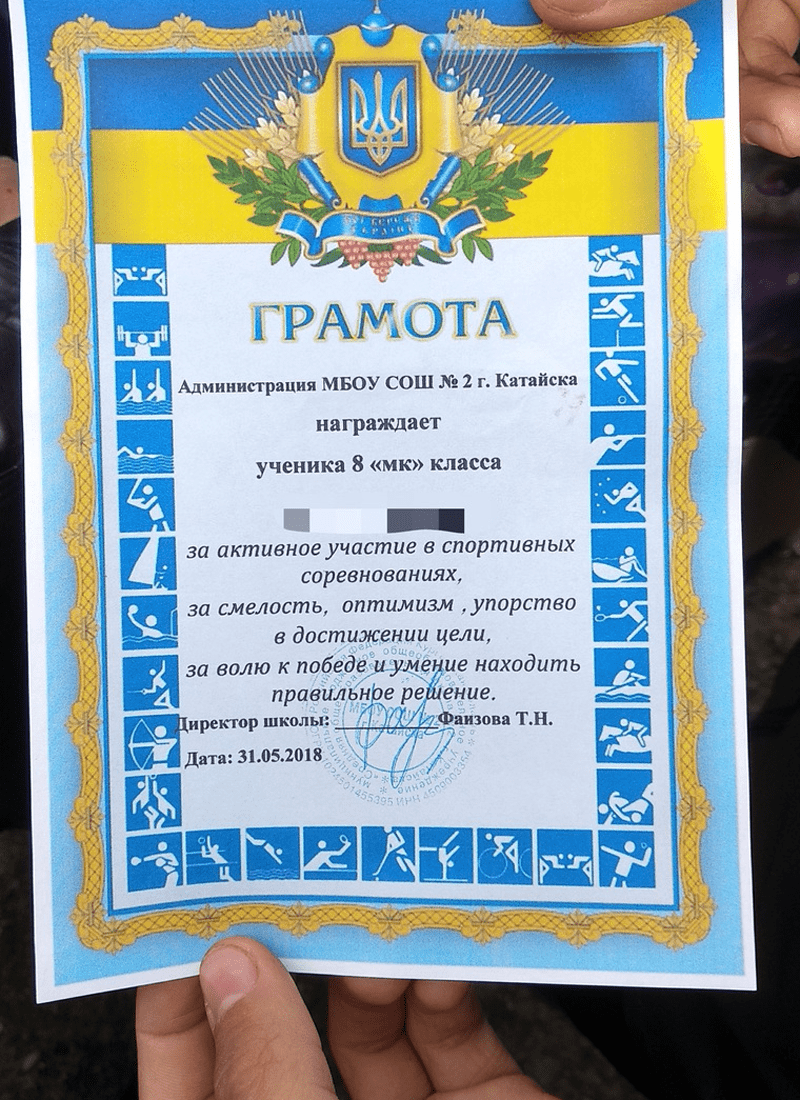 ГРАМОТА
Администрация МБОУ СОШ № 2 г. Катайска
награждает
ученика 8 «мк» класса
за активное участие в спортивных
соревнованиях,
за смелость, оптимизм , упорство
в достижении цели,
за волю к победе и умение находить
правильное решение.
Директор школы: Фаизова Т.Н.
Дата: 31.05.2018